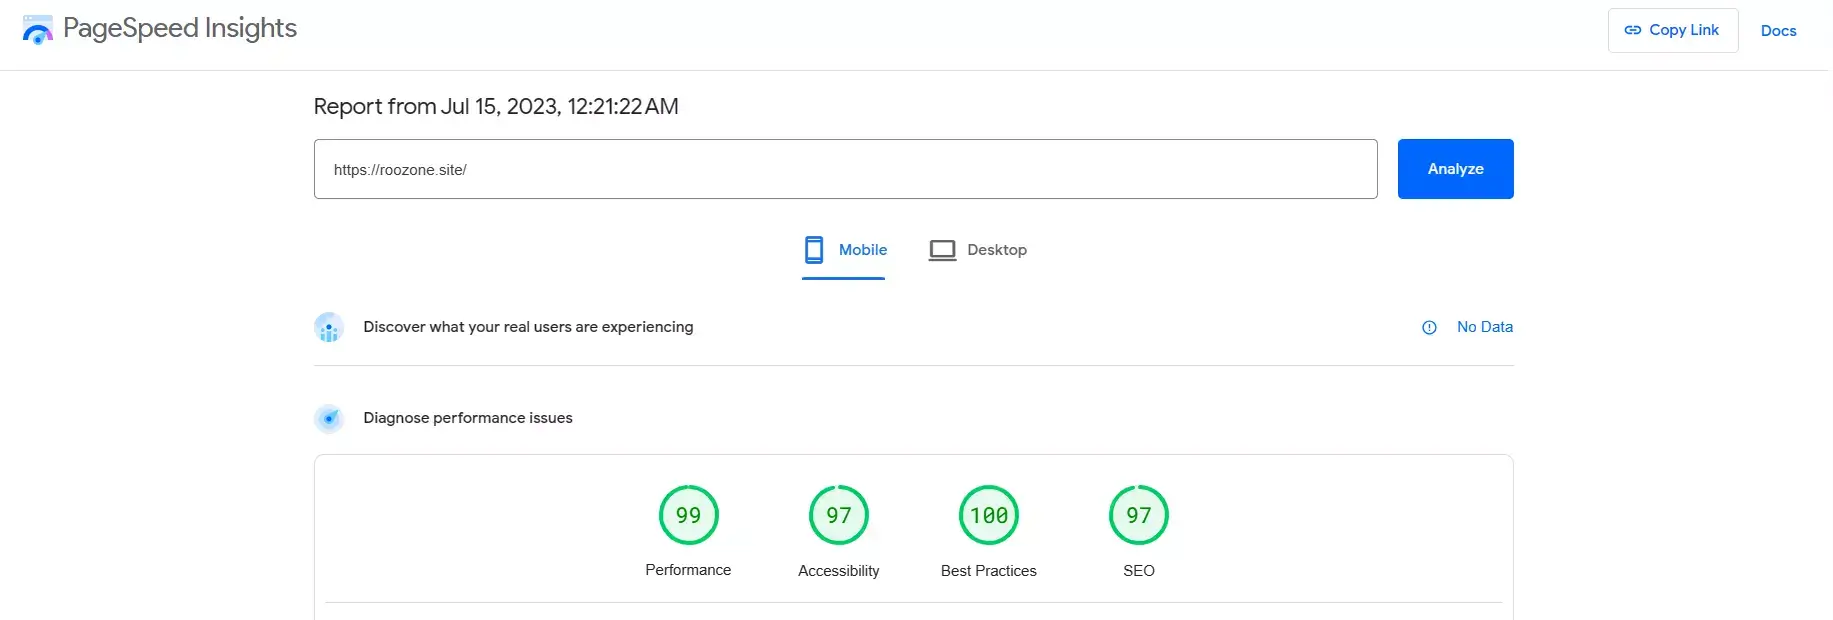 PageSpeed Insights
Copy Link
Docs
Report from Jul 15, 2023, 12:21:22 AM
https://roozone.site/
Analyze
Mobile
Desktop
Discover what your real users are experiencing
No Data
Diagnose performance issues
99
97
100
97
Performance
Accessibility
Best Practices
SEO